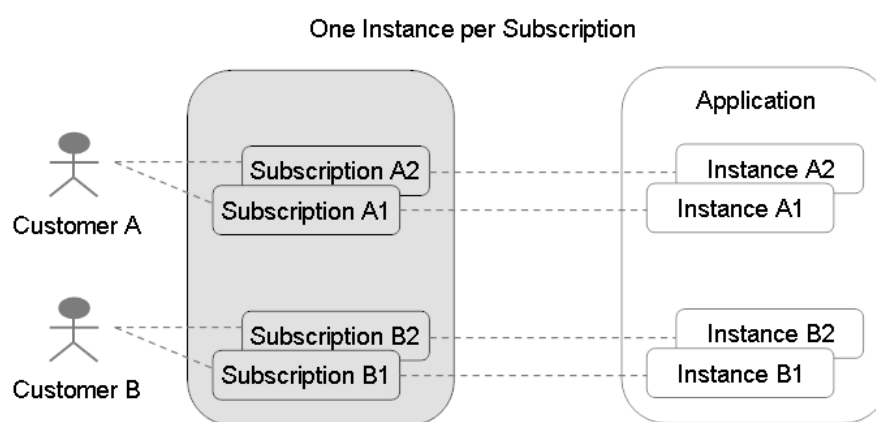 One Instance per Subscription
Application
Subscription A2
Instance A2
Subscription A1
Instance A1
Customer A
Subscription B2
Instance B2
Subscription B1
Instance B1
Customer B